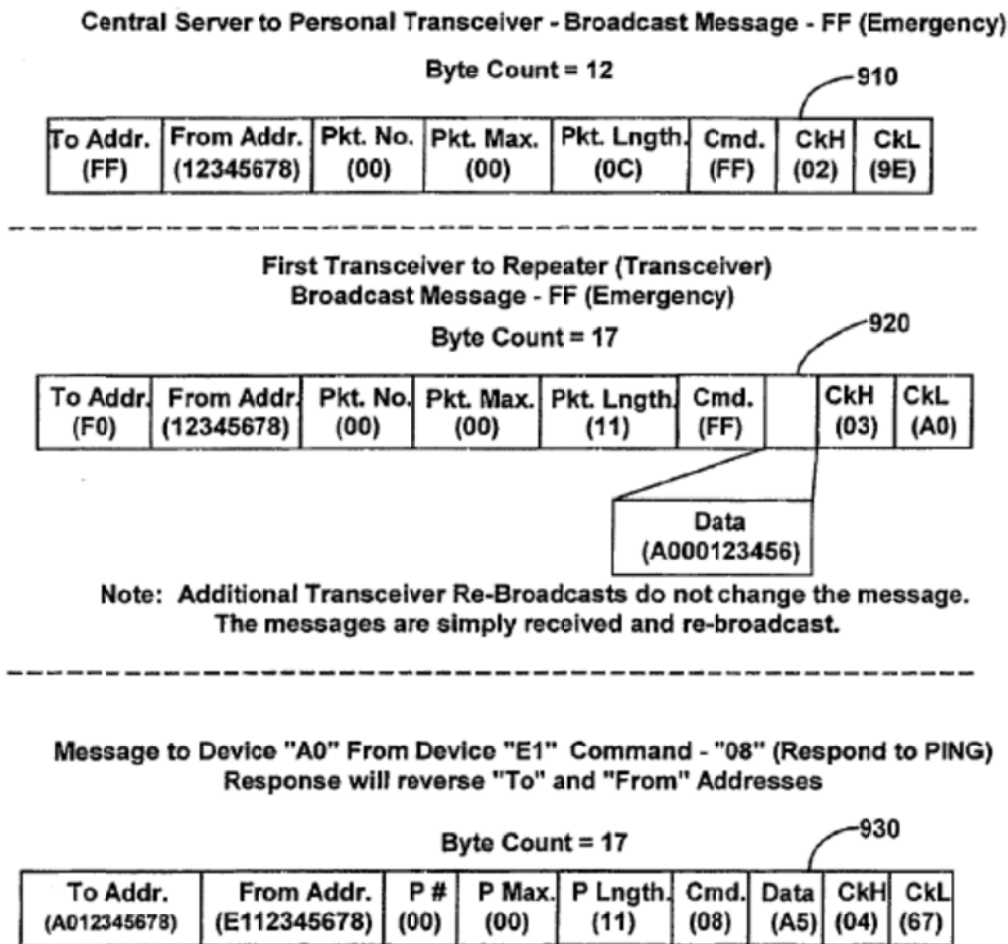 Central Server to Personal Transceiver - Broadcast Message - FF (Emergency)
Byte Count = 12
910
To Addr. From Addr. Pkt. No. Pkt. Max. Pkt. Lngth. Cmd. CkH CkL
(FF) (12345678) (00) (00) (0C) (FF) (02) (9E)
First Transceiver to Repeater (Transceiver)
Broadcast Message - FF (Emergency)
Byte Count = 17
920
To Addr. From Addr. Pkt. No. Pkt. Max. Pkt. Lngth. Cmd. CkH CkL
(F0) (12345678) (00) (00) (11) (FF) (03) (A0)
Data
(A000123456)
Note: Additional Transceiver Re-Broadcasts do not change the message.
The messages are simply received and re-broadcast.
Message to Device "A0" From Device "E1" Command - "08" (Respond to PING)
Response will reverse "To" and "From" Addresses
Byte Count = 17
930
To Addr. From Addr. P # P Max. P Lngth. Cmd. Data CkH CkL
(A012345678) (E112345678) (00) (00) (11) (08) (A5) (04) (67)